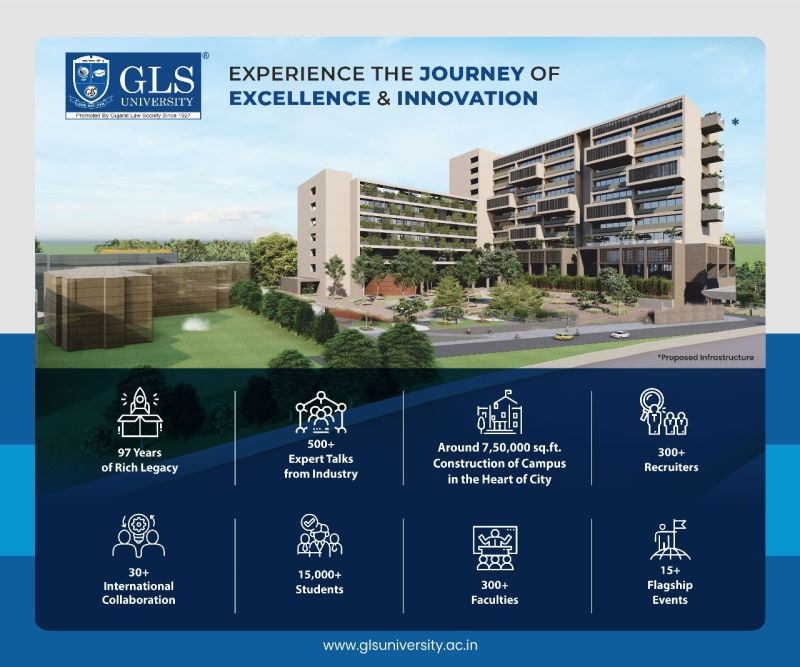 GLS
UNIVERSITY
®
Promoted By Gujarat Law Society Since 1927
EXPERIENCE THE JOURNEY OF
EXCELLENCE & INNOVATION
*
*Proposed Infrastructure
97 Years
of Rich Legacy
500+
Expert Talks
from Industry
Around 7,50,000 sq.ft.
Construction of Campus
in the Heart of City
300+
Recruiters
30+
International
Collaboration
15,000+
Students
300+
Faculties
15+
Flagship
Events
www.glsuniversity.ac.in